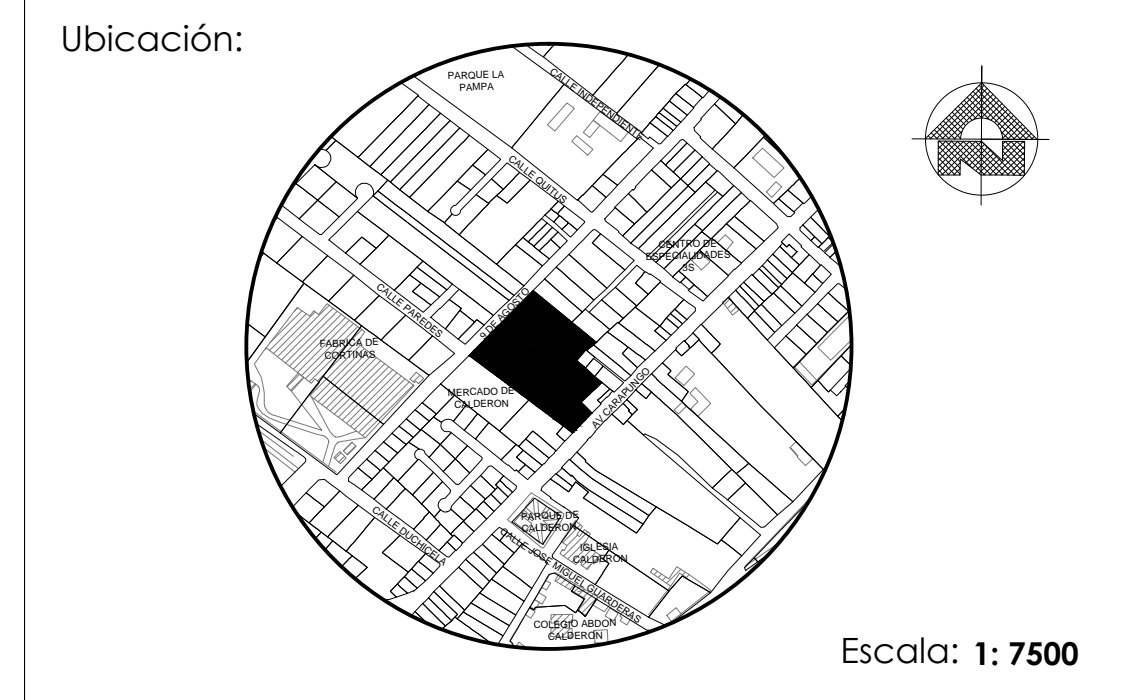 Ubicación:
PARQUE LA
PAMPA
CALLE INDEPENDIENTE
CALLE QUITUS
CENTRO DE
ESPECIALIDADES
3S
9 DE AGOSTO
CALLE PAREDES
FABRICA DE
CORTINAS
MERCADO DE
CALDERON
AV. CARAPUNGO
PARQUE DE
CALDERON
CALLE DUCHICELA
IGLESIA
CALDERON
CALLE JOSE MIGUEL GUARDERAS
COLEGIO ABDON
CALDERON
Escala: 1: 7500